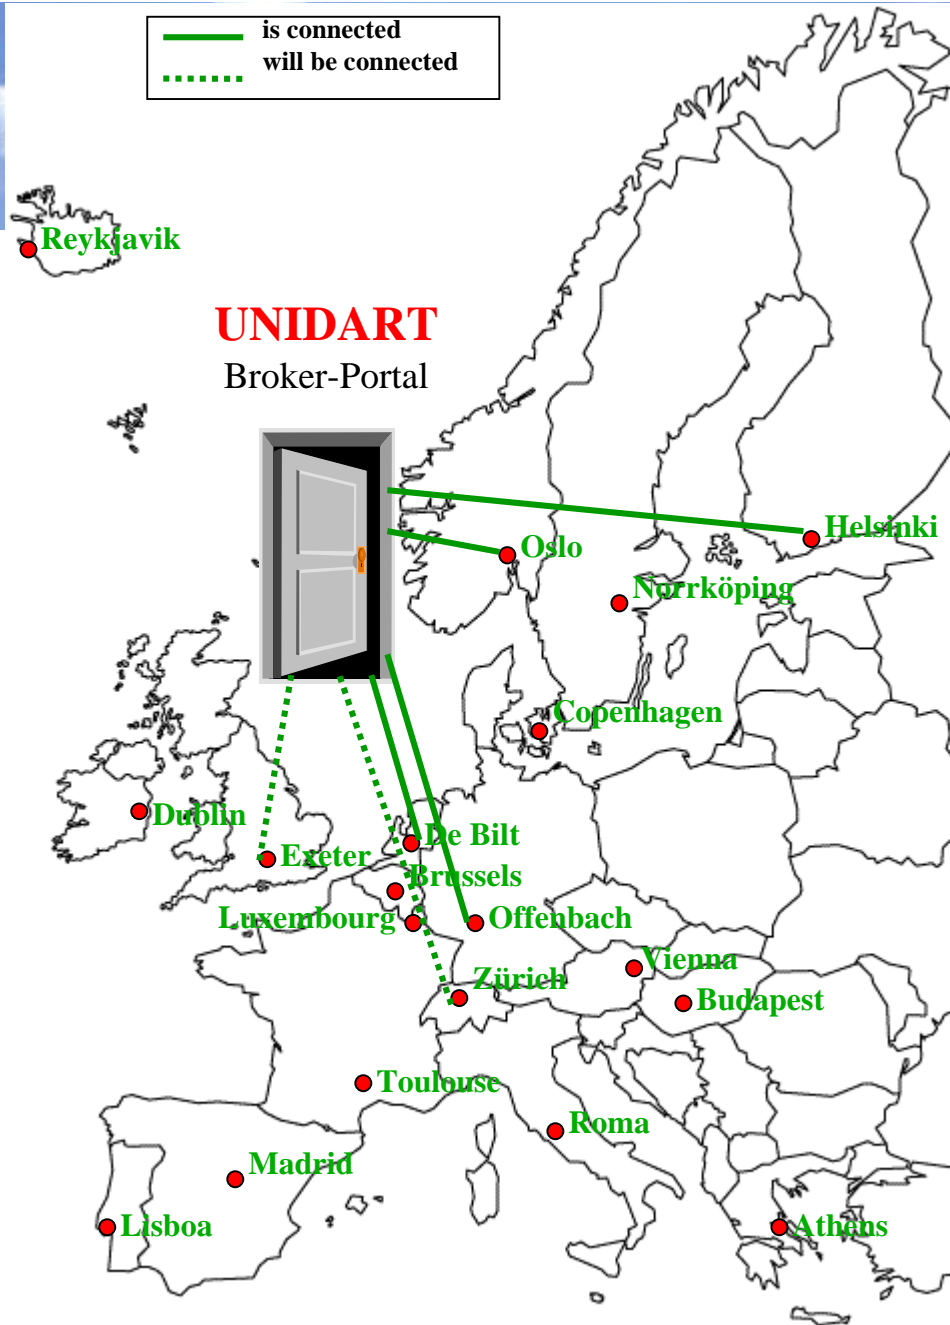 is connected
will be connected
Reykjavik
UNIDART
Broker-Portal
Helsinki
Oslo
Norrköping
Copenhagen
Dublin
De Bilt
Exeter
Brussels
Luxembourg
Offenbach
Vienna
Zürich
Budapest
Toulouse
Roma
Madrid
Lisboa
Athens